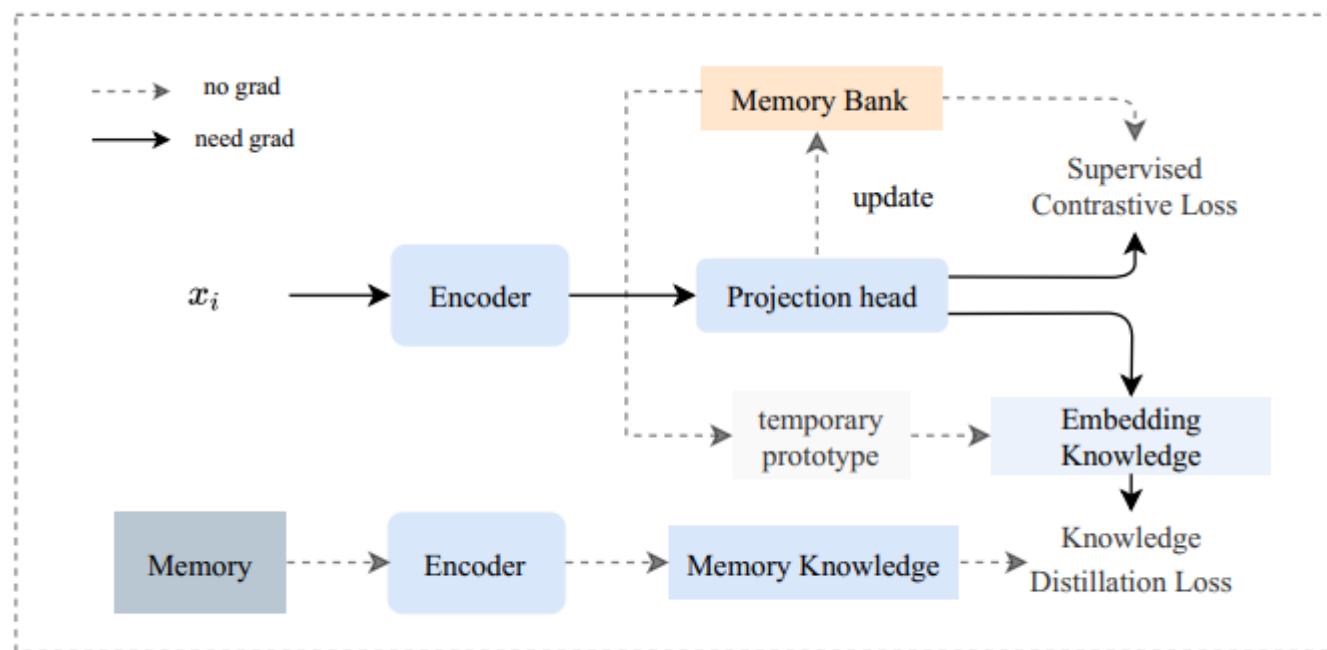 no grad
need grad
Memory Bank
update
Supervised
Contrastive Loss
x_i
Encoder
Projection head
temporary
prototype
Embedding
Knowledge
Memory
Encoder
Memory Knowledge
Knowledge
Distillation Loss